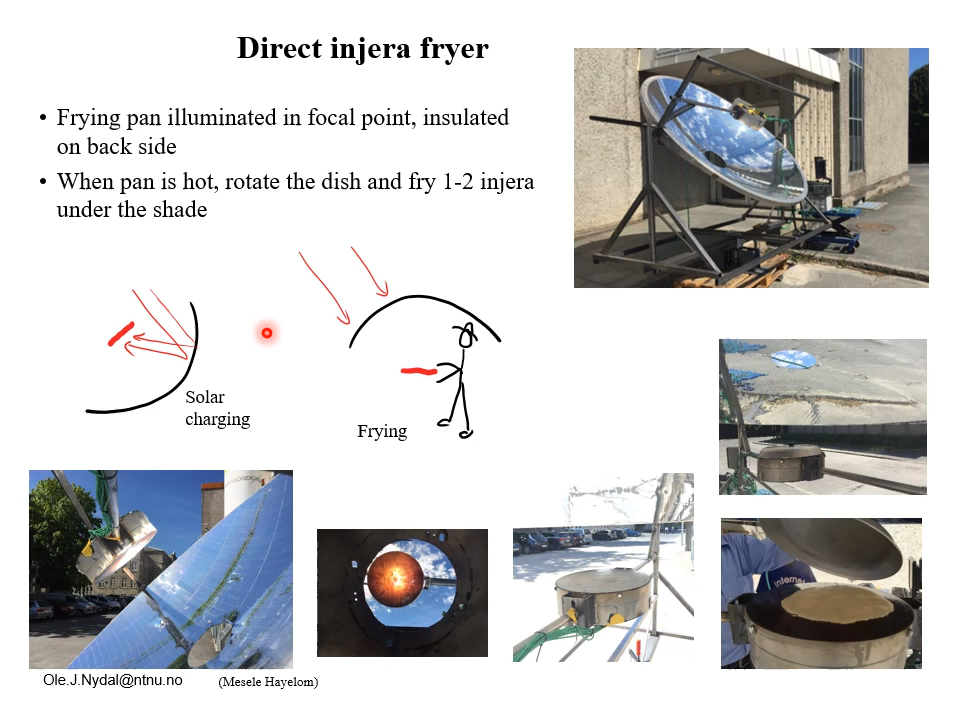 Direct injera fryer
• Frying pan illuminated in focal point, insulated
on back side
• When pan is hot, rotate the dish and fry 1-2 injera
under the shade
Solar
charging
Frying
internet
Ole.J.Nydal@ntnu.no
(Mesele Hayelom)